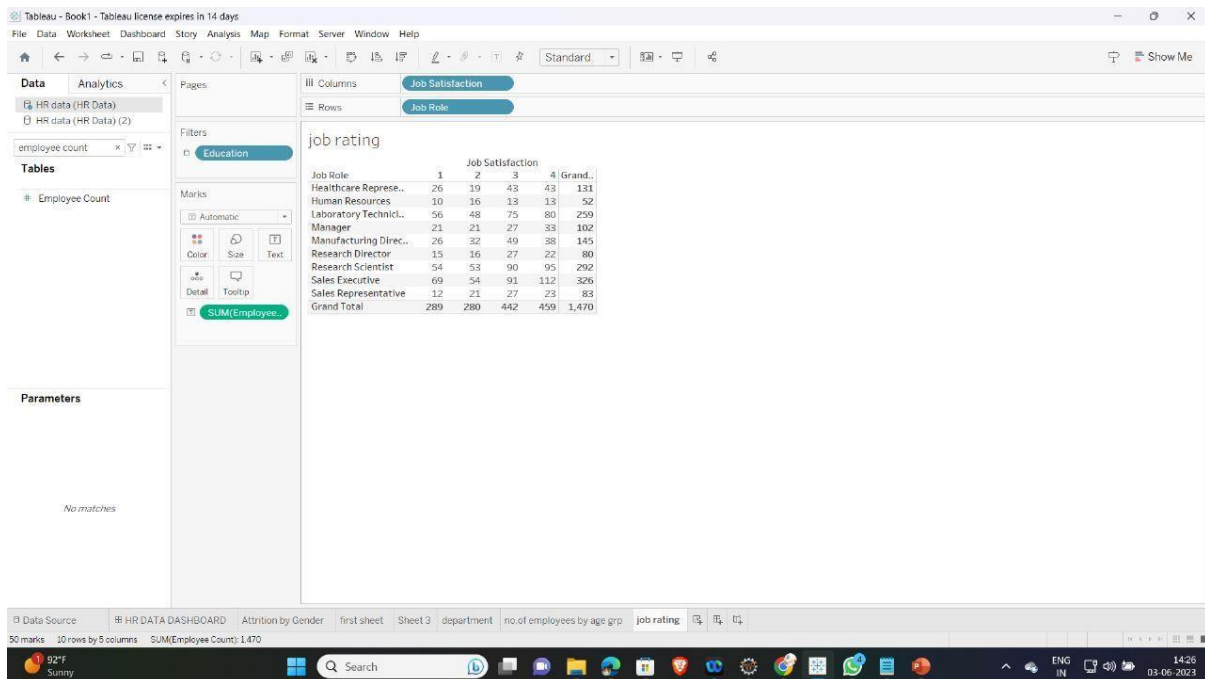 Tableau - Book1 - Tableau license expires in 14 days
File Data Worksheet Dashboard Story Analysis Map Format Server Window Help
Standard
Show Me
Data Analytics
HR data (HR Data)
HR data (HR Data) (2)
employee count
Tables
# Employee Count
Parameters
No matches
Pages
Filters
Education
Marks
Automatic
Color Size Text
Detail Tooltip
SUM(Employee..
Columns Job Satisfaction
Rows Job Role
job rating
Job Satisfaction
Job Role 1 2 3 4 Grand..
Healthcare Represe.. 26 19 43 43 131
Human Resources 10 16 13 13 52
Laboratory Technici.. 56 48 75 80 259
Manager 21 21 27 33 102
Manufacturing Direc.. 26 32 49 38 145
Research Director 15 16 27 22 80
Research Scientist 54 53 90 95 292
Sales Executive 69 54 91 112 326
Sales Representative 12 21 27 23 83
Grand Total 289 280 442 459 1,470
Data Source HR DATA DASHBOARD Attrition by Gender first sheet Sheet 3 department no.of employees by age grp job rating
50 marks 10 rows by 5 columns SUM(Employee Count): 1,470
1
92°F
Sunny
Search
ENG
IN
14:26
03-06-2023